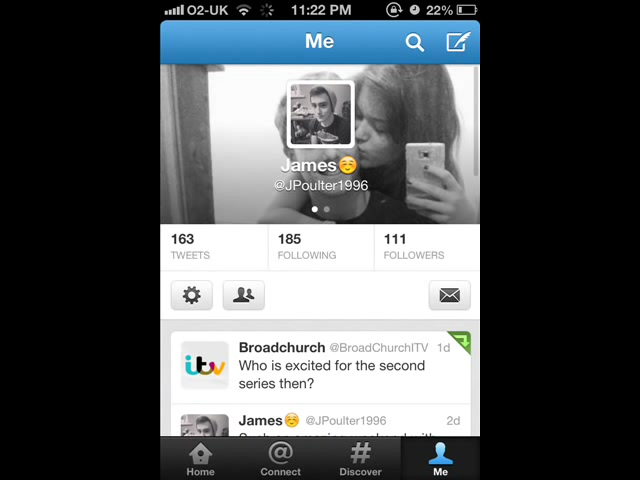 O2-UK 11:22 PM 22%
Me
James
@JPoulter1996
163 185 111
TWEETS FOLLOWING FOLLOWERS
Broadchurch @BroadChurchITV 1d
itv
Who is excited for the second
series then?
James @JPoulter1996 2d
Home Connect Discover Me